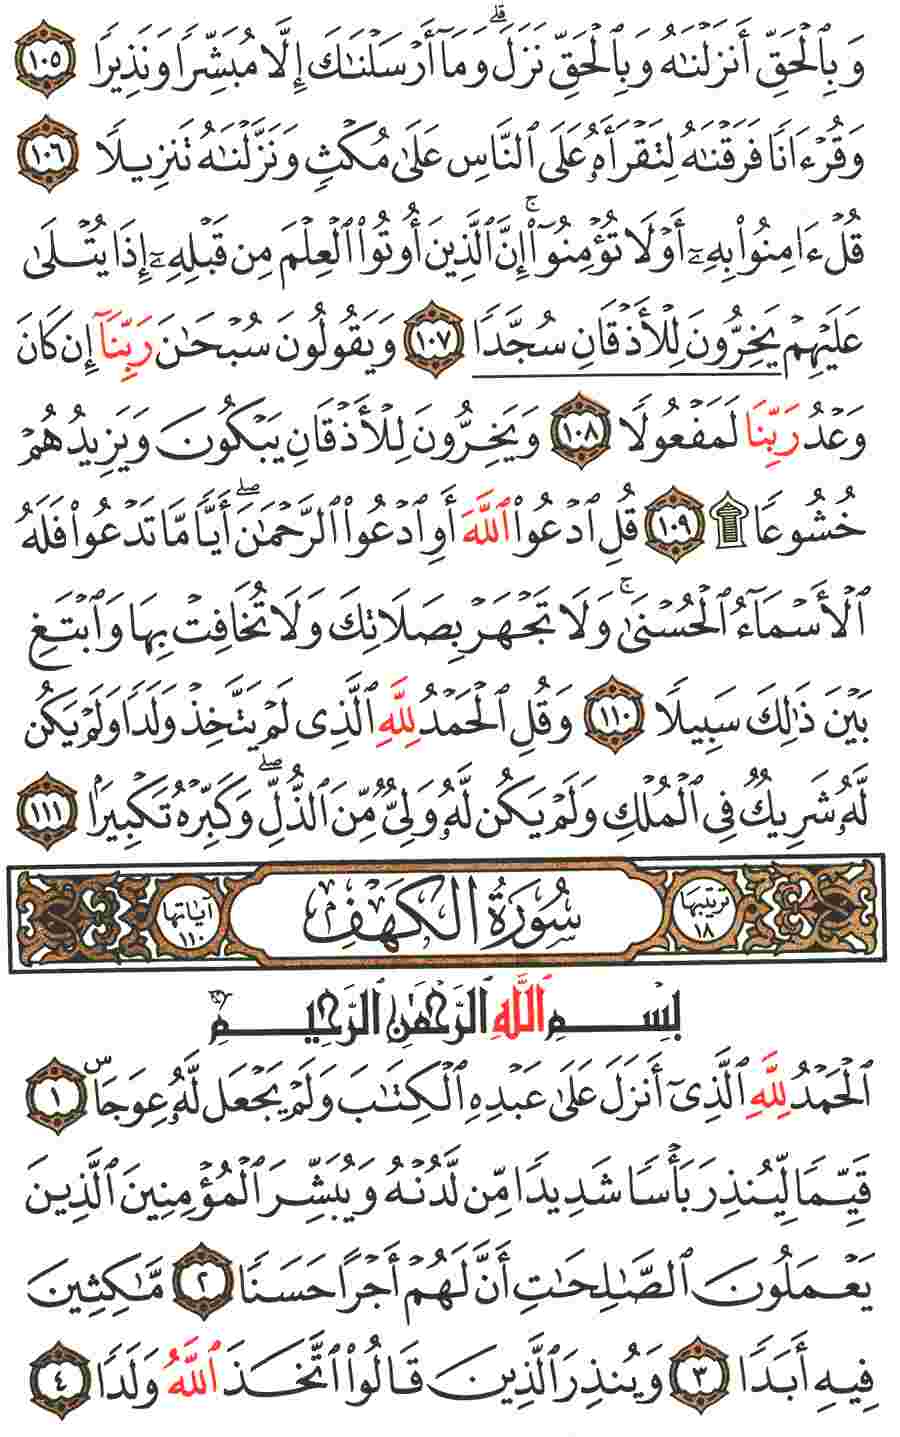 وَبِٱلْحَقِّ أَنزَلْنَٰهُ وَبِٱلْحَقِّ نَزَلَ ۗ وَمَآ أَرْسَلْنَٰكَ إِلَّا مُبَشِّرًا وَنَذِيرًا ١٠٥
وَقُرْءَانًا فَرَقْنَٰهُ لِتَقْرَأَهُۥ عَلَى ٱلنَّاسِ عَلَىٰ مُكْثٍ وَنَزَّلْنَٰهُ تَنزِيلًا ١٠٦
قُلْ ءَامِنُوا۟ بِهِۦٓ أَوْ لَا تُؤْمِنُوٓا۟ ۚ إِنَّ ٱلَّذِينَ أُوتُوا۟ ٱلْعِلْمَ مِن قَبْلِهِۦٓ إِذَا يُتْلَىٰ
عَلَيْهِمْ يَخِرُّونَ لِلْأَذْقَانِ سُجَّدًا ١٠٧ وَيَقُولُونَ سُبْحَٰنَ رَبِّنَآ إِن كَانَ
وَعْدُ رَبِّنَا لَمَفْعُولًا ١٠٨ وَيَخِرُّونَ لِلْأَذْقَانِ يَبْكُونَ وَيَزِيدُهُمْ
خُشُوعًا ۩ ١٠٩ قُلِ ٱدْعُوا۟ ٱللَّهَ أَوِ ٱدْعُوا۟ ٱلرَّحْمَٰنَ ۖ أَيًّا مَّا تَدْعُوا۟ فَلَهُ
ٱلْأَسْمَآءُ ٱلْحُسْنَىٰ ۚ وَلَا تَجْهَرْ بِصَلَاتِكَ وَلَا تُخَافِتْ بِهَا وَٱبْتَغِ
بَيْنَ ذَٰلِكَ سَبِيلًا ١١٠ وَقُلِ ٱلْحَمْدُ لِلَّهِ ٱلَّذِى لَمْ يَتَّخِذْ وَلَدًا وَلَمْ يَكُن
لَّهُۥ شَرِيكٌ فِى ٱلْمُلْكِ وَلَمْ يَكُن لَّهُۥ وَلِىٌّ مِّنَ ٱلذُّلِّ ۖ وَكَبِّرْهُ تَكْبِيرًۢا ١١١
ترتيبها ١٨ سُورَةُ الكَهْفِ آياتها ١١٠
بِسْمِ ٱللَّهِ ٱلرَّحْمَٰنِ ٱلرَّحِيمِ
ٱلْحَمْدُ لِلَّهِ ٱلَّذِىٓ أَنزَلَ عَلَىٰ عَبْدِهِ ٱلْكِتَٰبَ وَلَمْ يَجْعَل لَّهُۥ عِوَجَاۜ ١
قَيِّمًا لِّيُنذِرَ بَأْسًا شَدِيدًا مِّن لَّدُنْهُ وَيُبَشِّرَ ٱلْمُؤْمِنِينَ ٱلَّذِينَ
يَعْمَلُونَ ٱلصَّٰلِحَٰتِ أَنَّ لَهُمْ أَجْرًا حَسَنًا ٢ مَّٰكِثِينَ
فِيهِ أَبَدًا ٣ وَيُنذِرَ ٱلَّذِينَ قَالُوا۟ ٱتَّخَذَ ٱللَّهُ وَلَدًا ٤